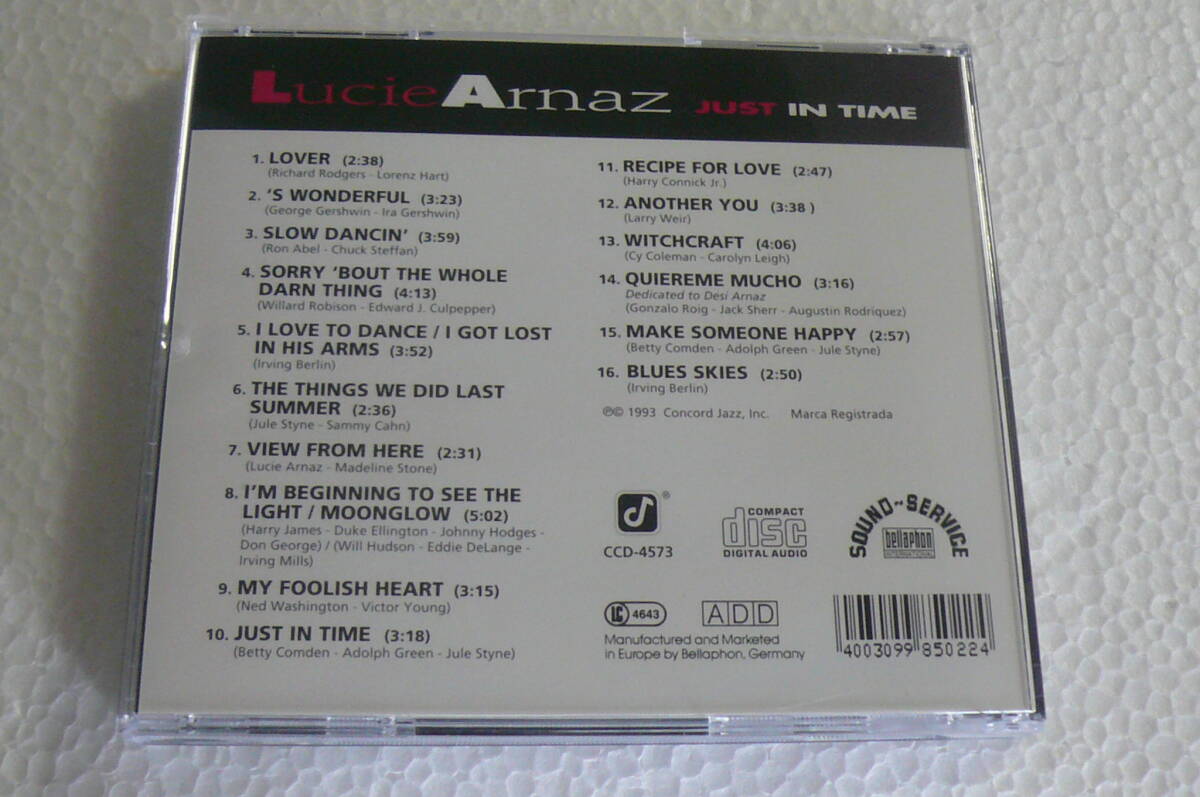 Lucie Arnaz JUST IN TIME
1. LOVER (2:38)
(Richard Rodgers - Lorenz Hart)
2. 'S WONDERFUL (3:23)
(George Gershwin - Ira Gershwin)
3. SLOW DANCIN' (3:59)
(Ron Abel - Chuck Steffan)
4. SORRY 'BOUT THE WHOLE
DARN THING (4:13)
(Willard Robison - Edward J. Culpepper)
5. I LOVE TO DANCE / I GOT LOST
IN HIS ARMS (3:52)
(Irving Berlin)
6. THE THINGS WE DID LAST
SUMMER (2:36)
(Jule Styne - Sammy Cahn)
7. VIEW FROM HERE (2:31)
(Lucie Arnaz - Madeline Stone)
8. I'M BEGINNING TO SEE THE
LIGHT / MOONGLOW (5:02)
(Harry James - Duke Ellington - Johnny Hodges -
Don George) / (Will Hudson - Eddie DeLange -
Irving Mills)
9. MY FOOLISH HEART (3:15)
(Ned Washington - Victor Young)
10. JUST IN TIME (3:18)
(Betty Comden - Adolph Green - Jule Styne)
11. RECIPE FOR LOVE (2:47)
(Harry Connick Jr.)
12. ANOTHER YOU (3:38 )
(Larry Weir)
13. WITCHCRAFT (4:06)
(Cy Coleman - Carolyn Leigh)
14. QUIEREME MUCHO (3:16)
Dedicated to Desi Arnaz
(Gonzalo Roig - Jack Sherr - Augustin Rodriquez)
15. MAKE SOMEONE HAPPY (2:57)
(Betty Comden - Adolph Green - Jule Styne)
16. BLUES SKIES (2:50)
(Irving Berlin)
℗© 1993 Concord Jazz, Inc. Marca Registrada
®
CCD-4573
COMPACT
disc
DIGITAL AUDIO
SOUND-SERVICE
bellaphon
INTERNATIONAL
LC 4643
ADD
Manufactured and Marketed
in Europe by Bellaphon, Germany
4003099 850224